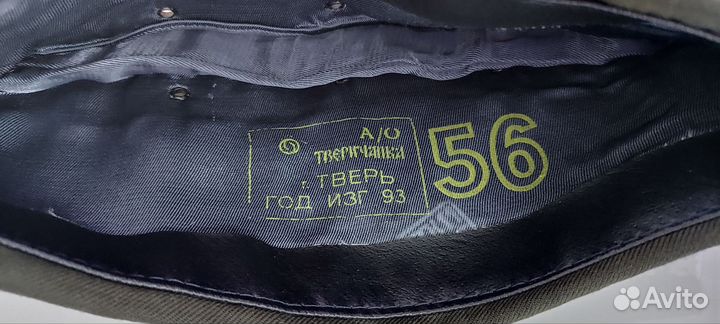 А/О
ТВЕРИЧАНКА
г. ТВЕРЬ
ГОД ИЗГ 93
56
Avito